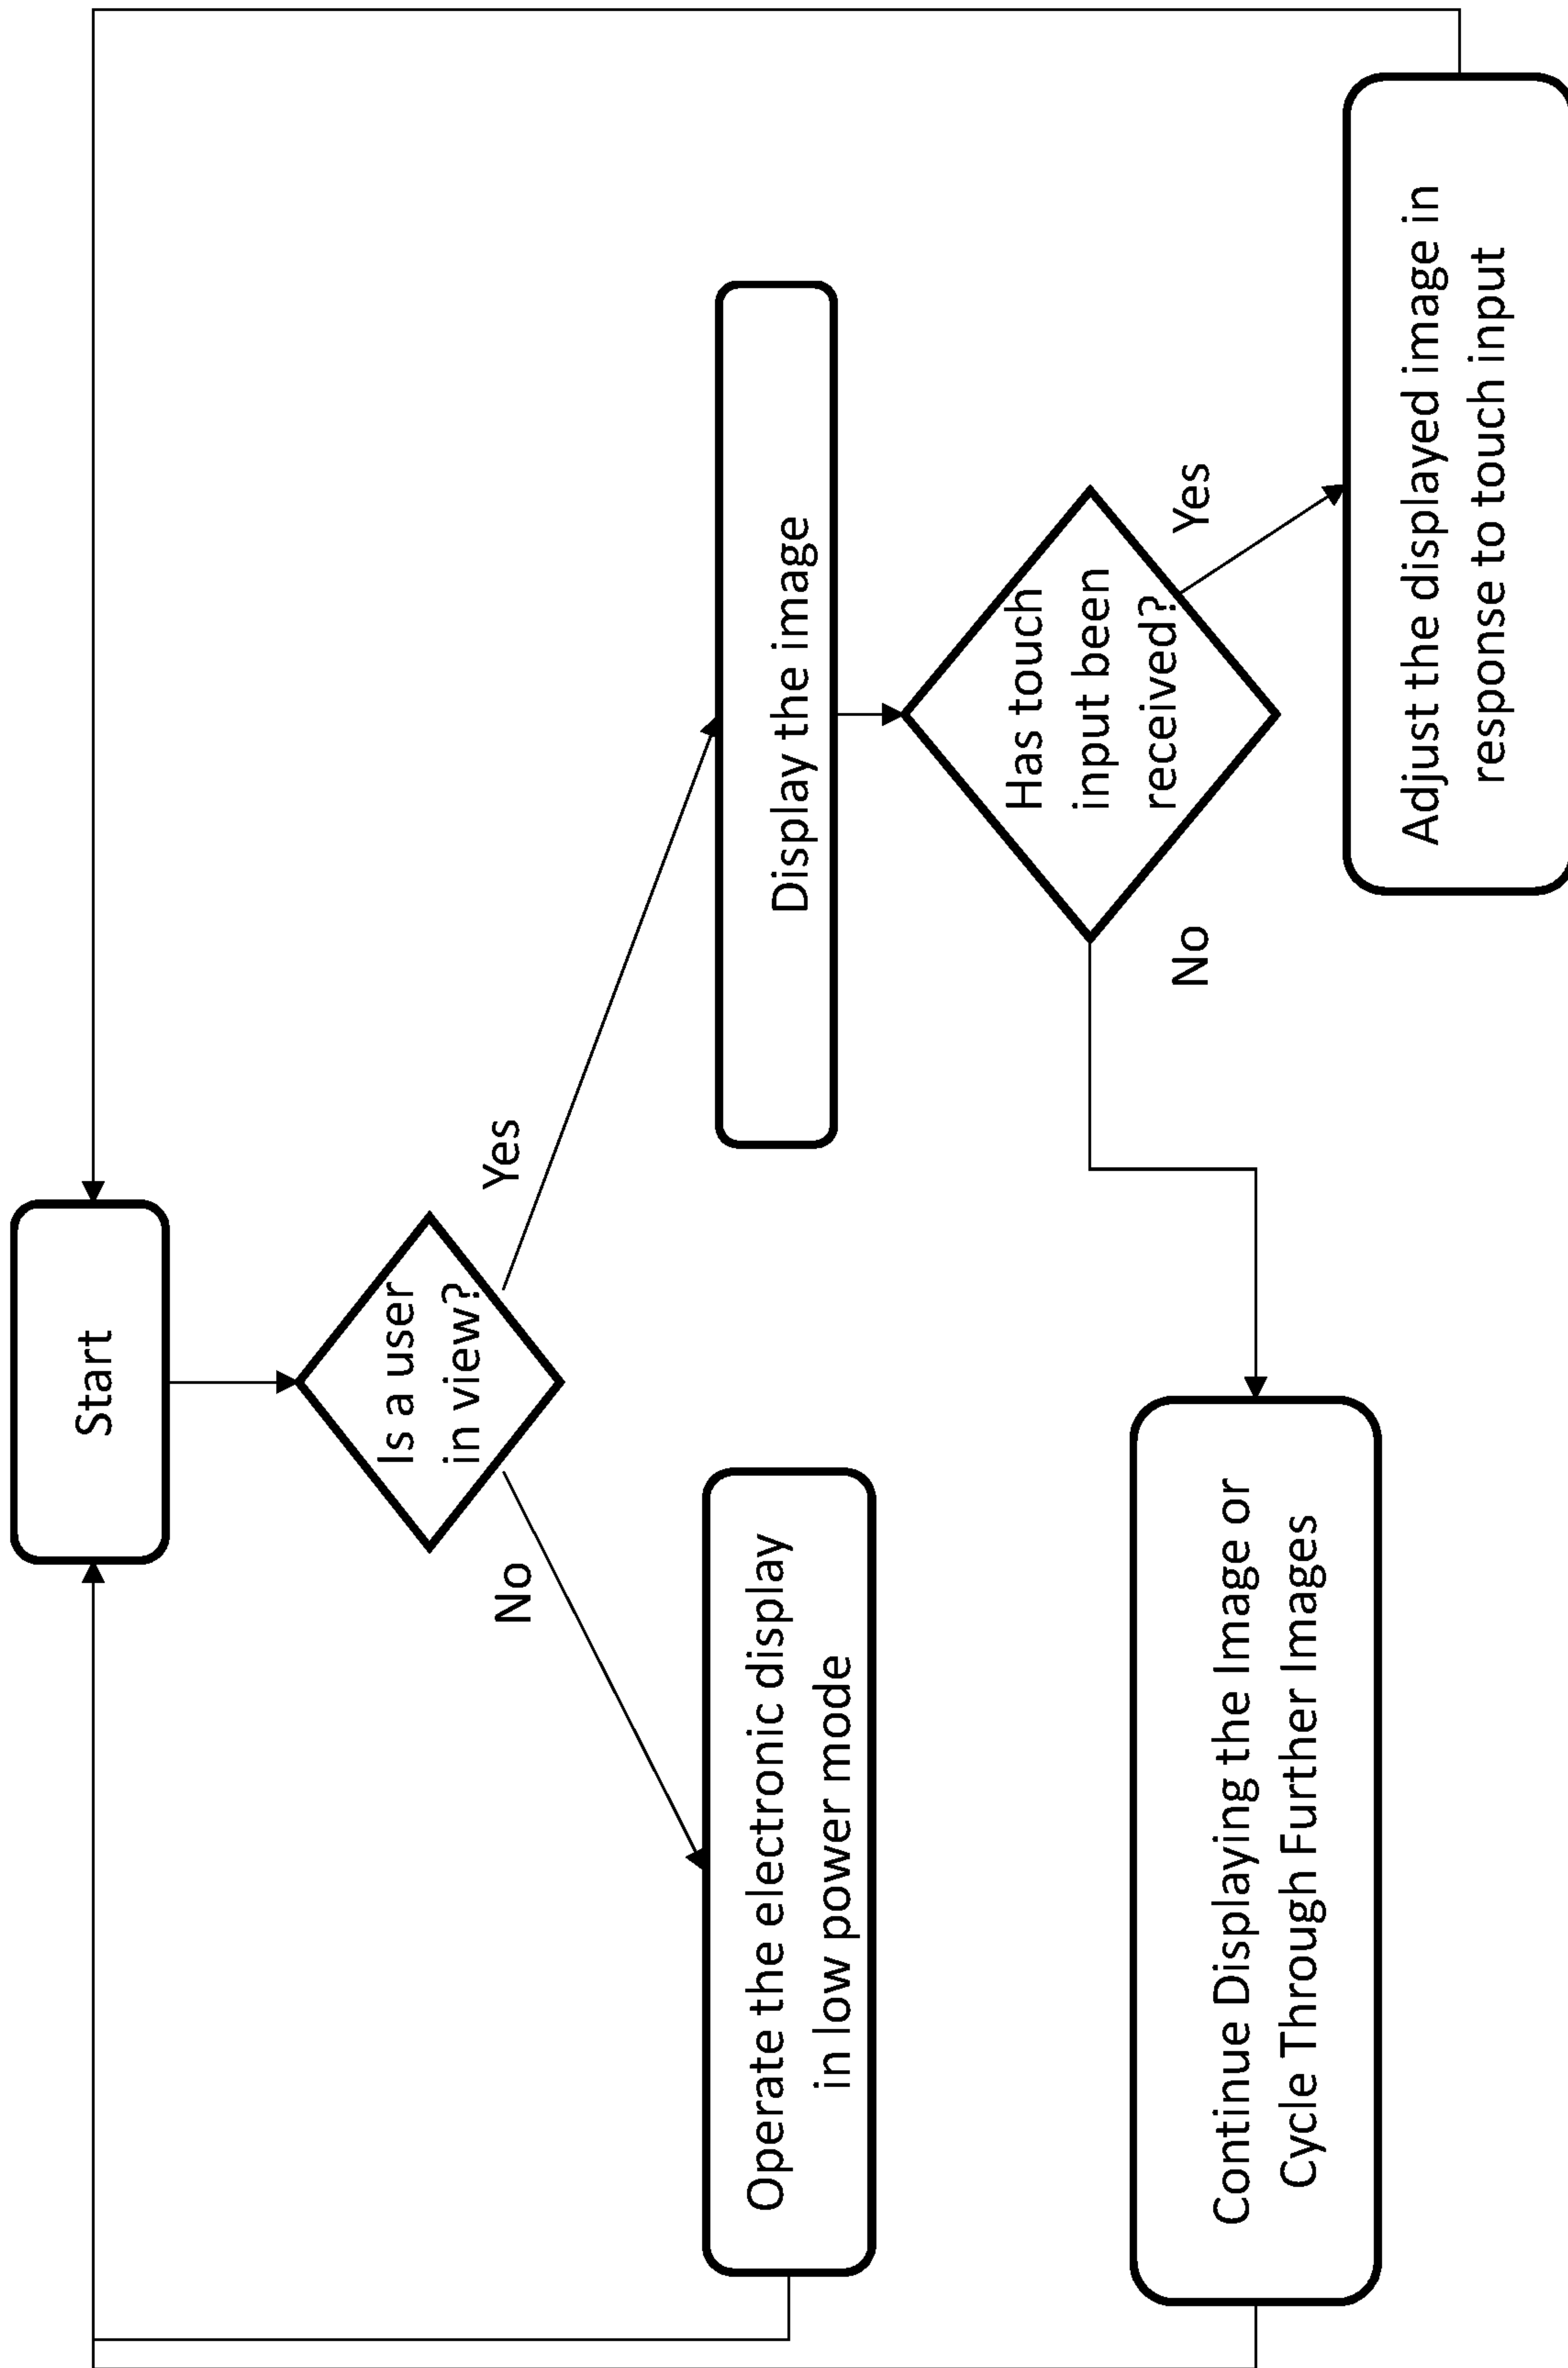 Start
Is a user
in view?
No
Yes
Operate the electronic display
in low power mode
Display the image
Has touch
input been
received?
No
Yes
Continue Displaying the Image or
Cycle Through Further Images
Adjust the displayed image in
response to touch input